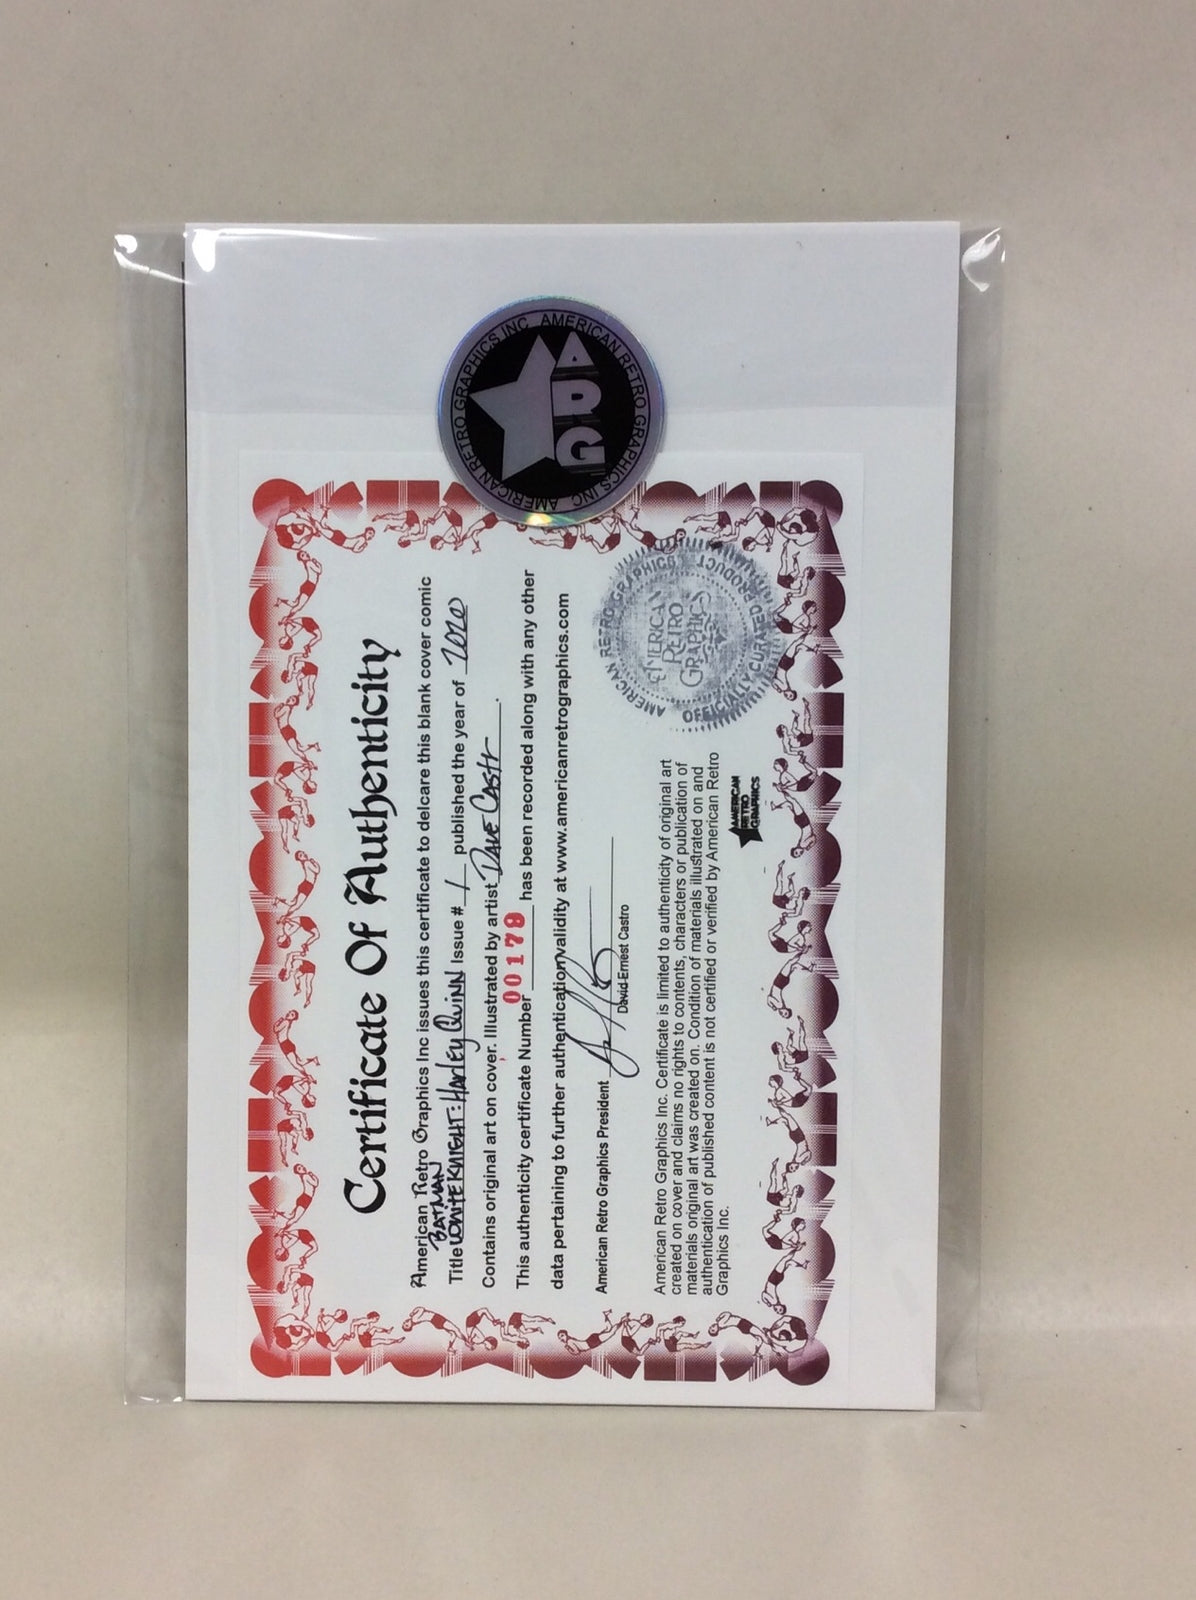 AMERICAN RETRO GRAPHICS INC AMERICAN RETRO GRAPHICS INC
ARG
Certificate Of Authenticity
American Retro Graphics Inc issues this certificate to delcare this blank cover comic
BATMAN
Title WHITE KNIGHT: HARLEY QUINN Issue # 1 published the year of 2020
Contains original art on cover. Illustrated by artist DAVE CASTR.
This authenticity certificate Number 00178 has been recorded along with any other
data pertaining to further authentication validity at www.americanretrographics.com
American Retro Graphics President
David-Ernest Castro
American Retro Graphics Inc. Certificate is limited to authenticity of original art
created on cover and claims no rights to contents, characters or publication of
materials original art was created on. Condition of materials illustrated on and
authentication of published content is not certified or verified by American Retro
Graphics Inc.
AMERICAN
RETRO
GRAPHICS
AMERICAN RETRO GRAPHICS
OFFICIALLY CURATED PRODUCT
AMERICAN
RETRO
GRAPHICS